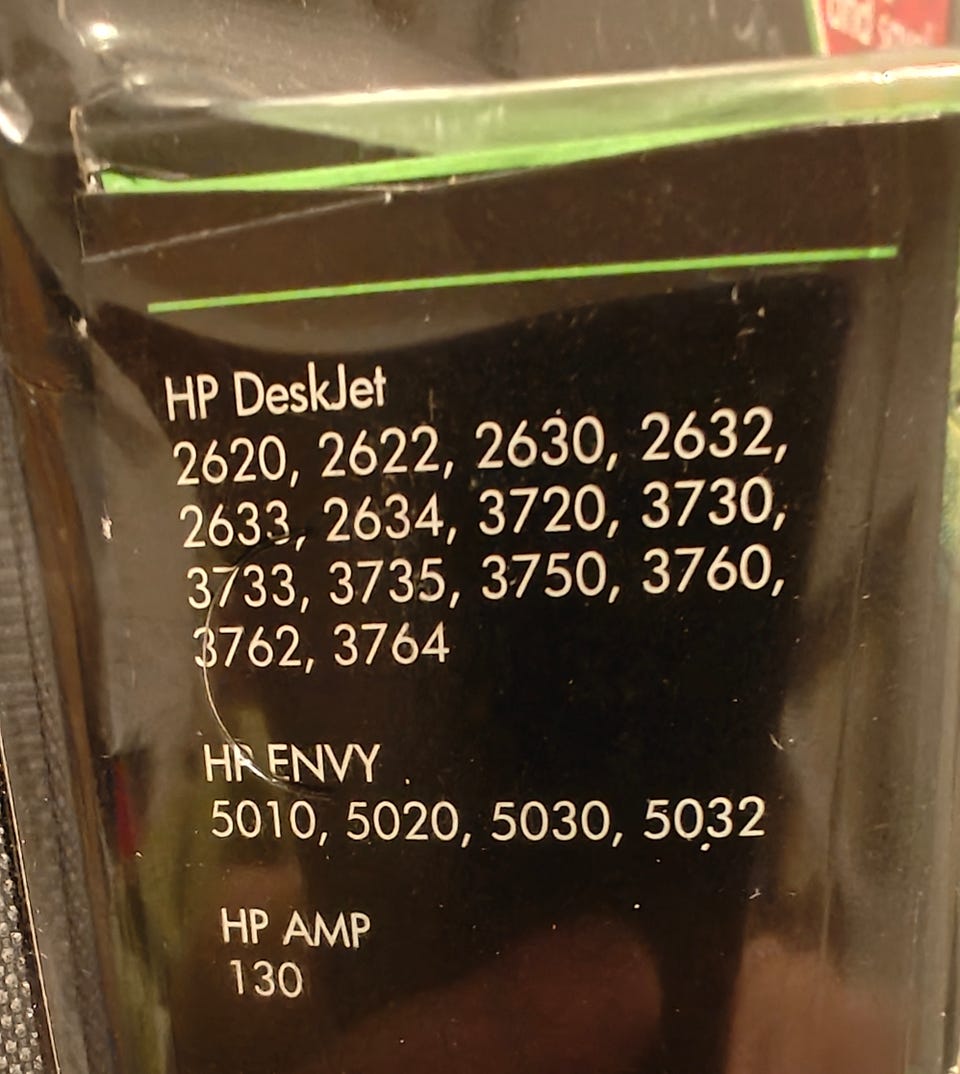 and
HP DeskJet
2620, 2622, 2630, 2632,
2633, 2634, 3720, 3730,
3733, 3735, 3750, 3760,
3762, 3764
HP ENVY
5010, 5020, 5030, 5032
HP AMP
130